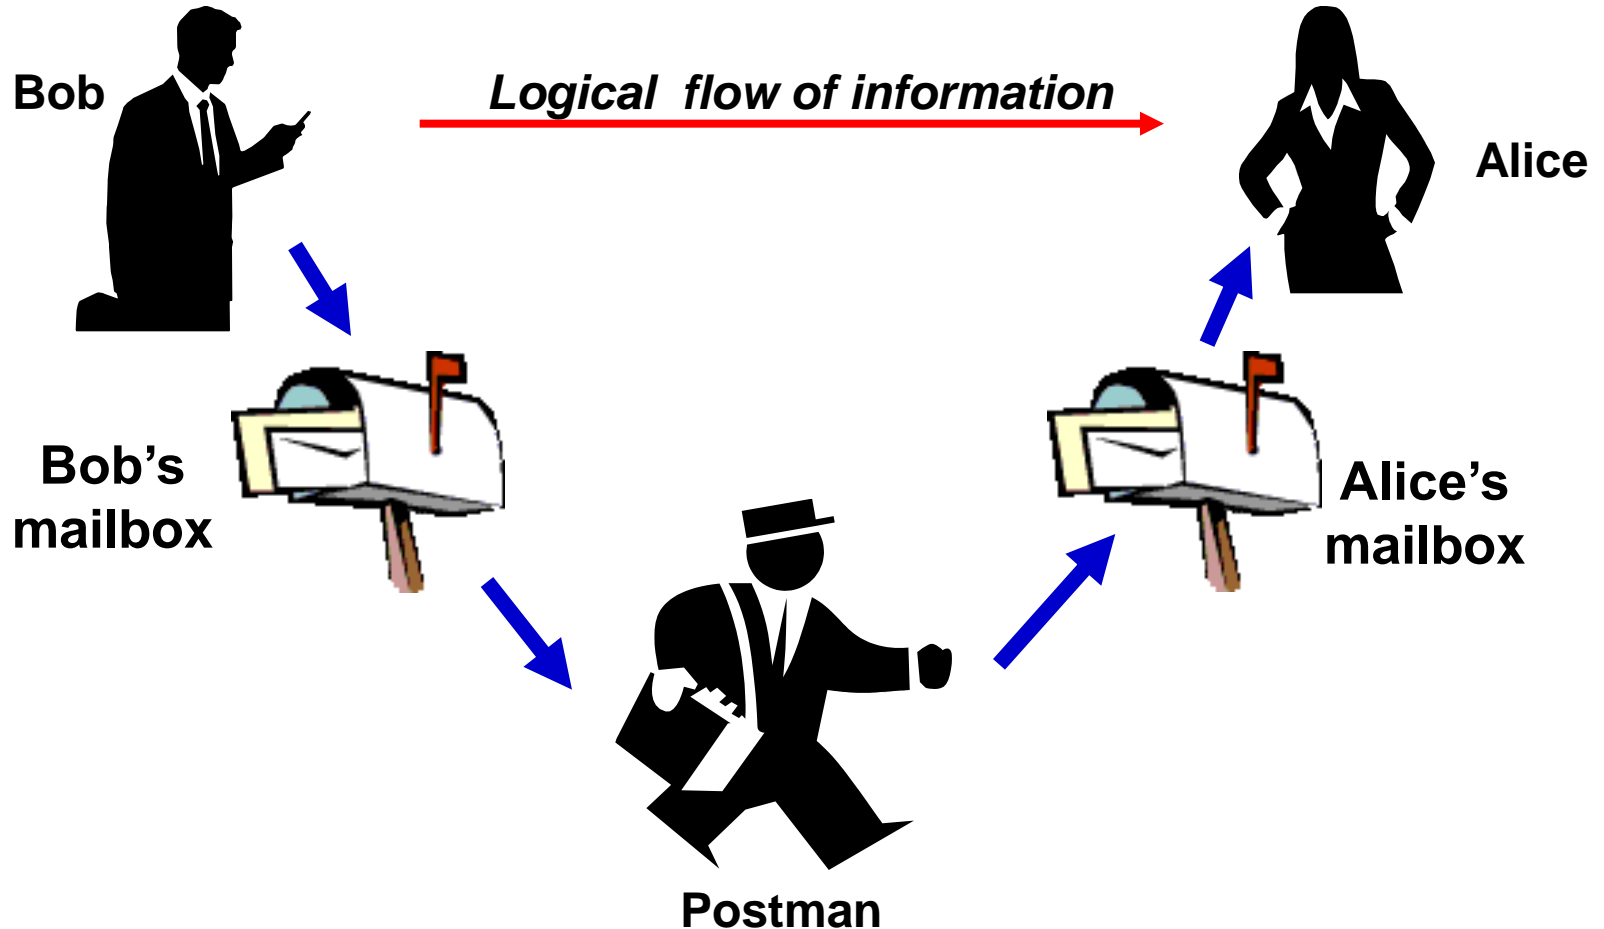 Bob
Logical flow of information
Alice
Bob’s
mailbox
Alice’s
mailbox
Postman